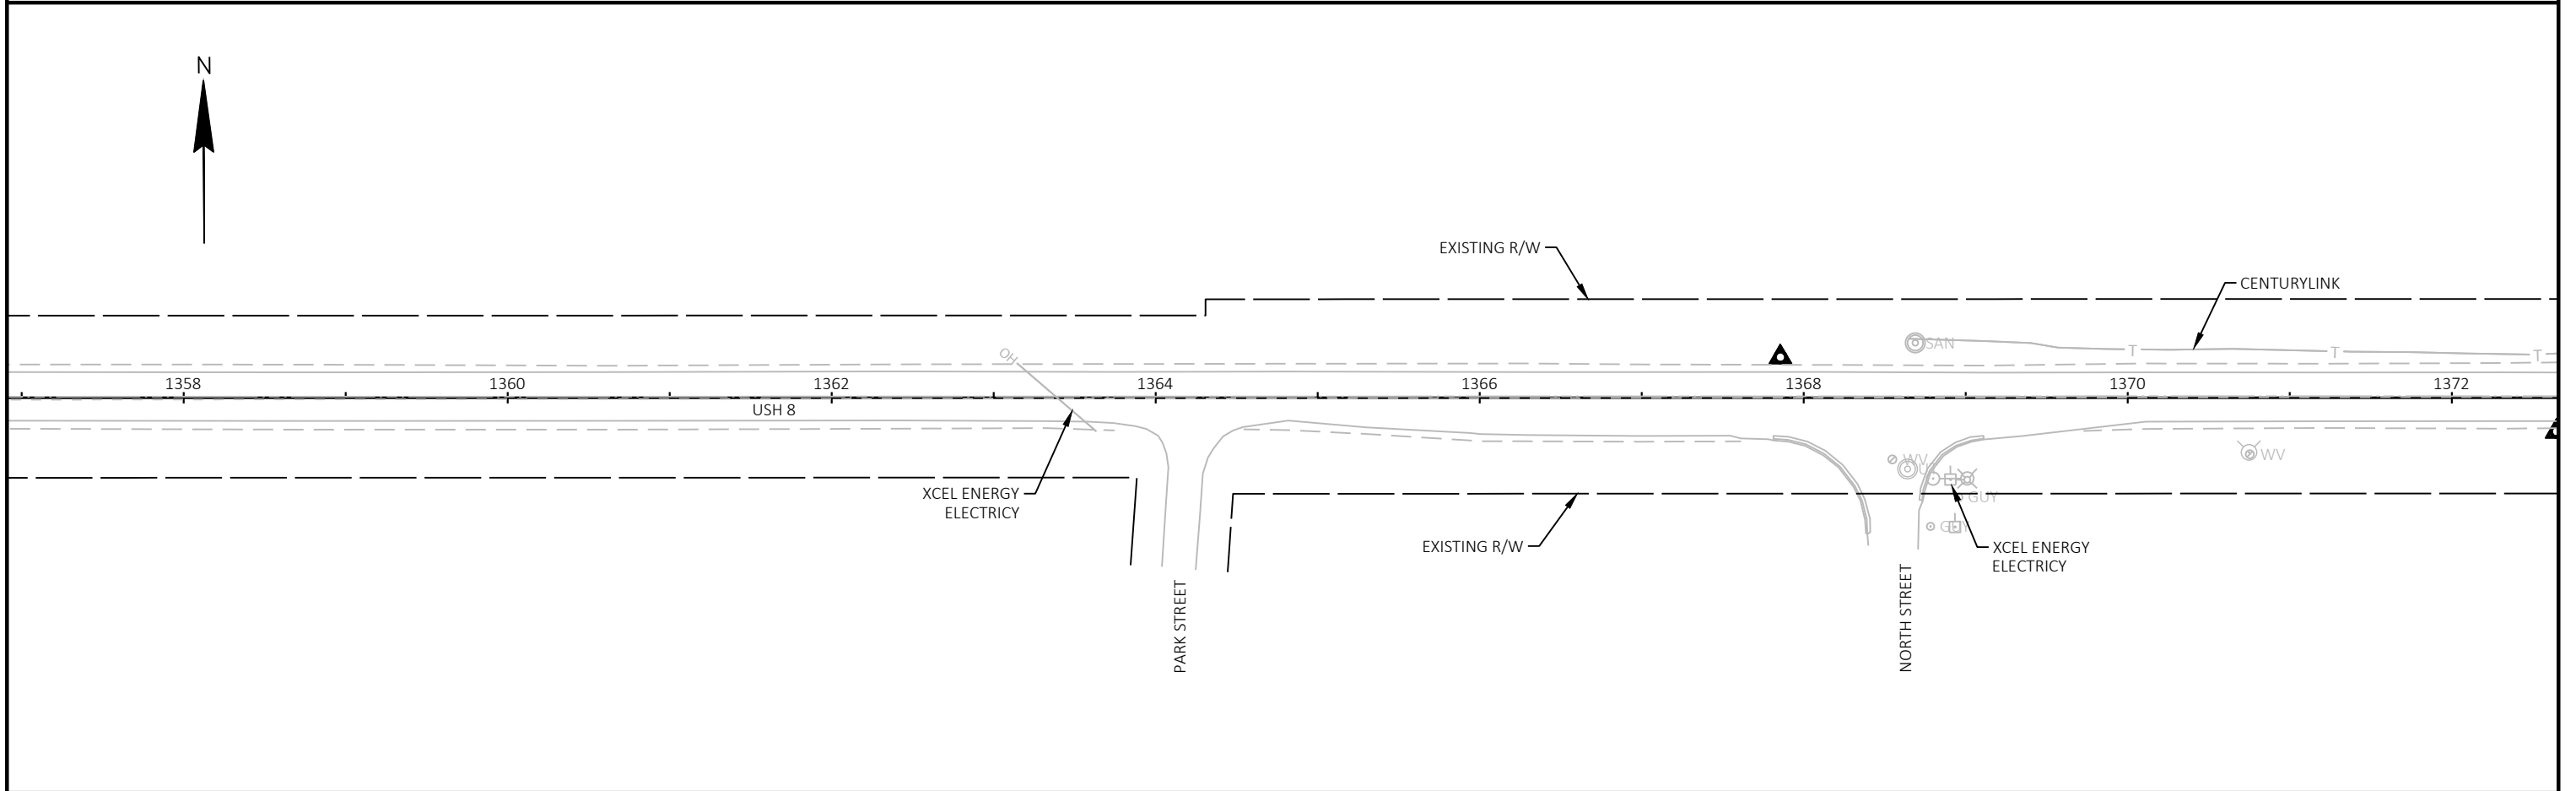 N
EXISTING R/W
CENTURYLINK
SAN
OH
T
T
T
1358
1360
1362
1364
1366
1368
1370
1372
USH 8
WV
WV
GUY
XCEL ENERGY
ELECTRICY
EXISTING R/W
XCEL ENERGY
ELECTRICY
PARK STREET
NORTH STREET